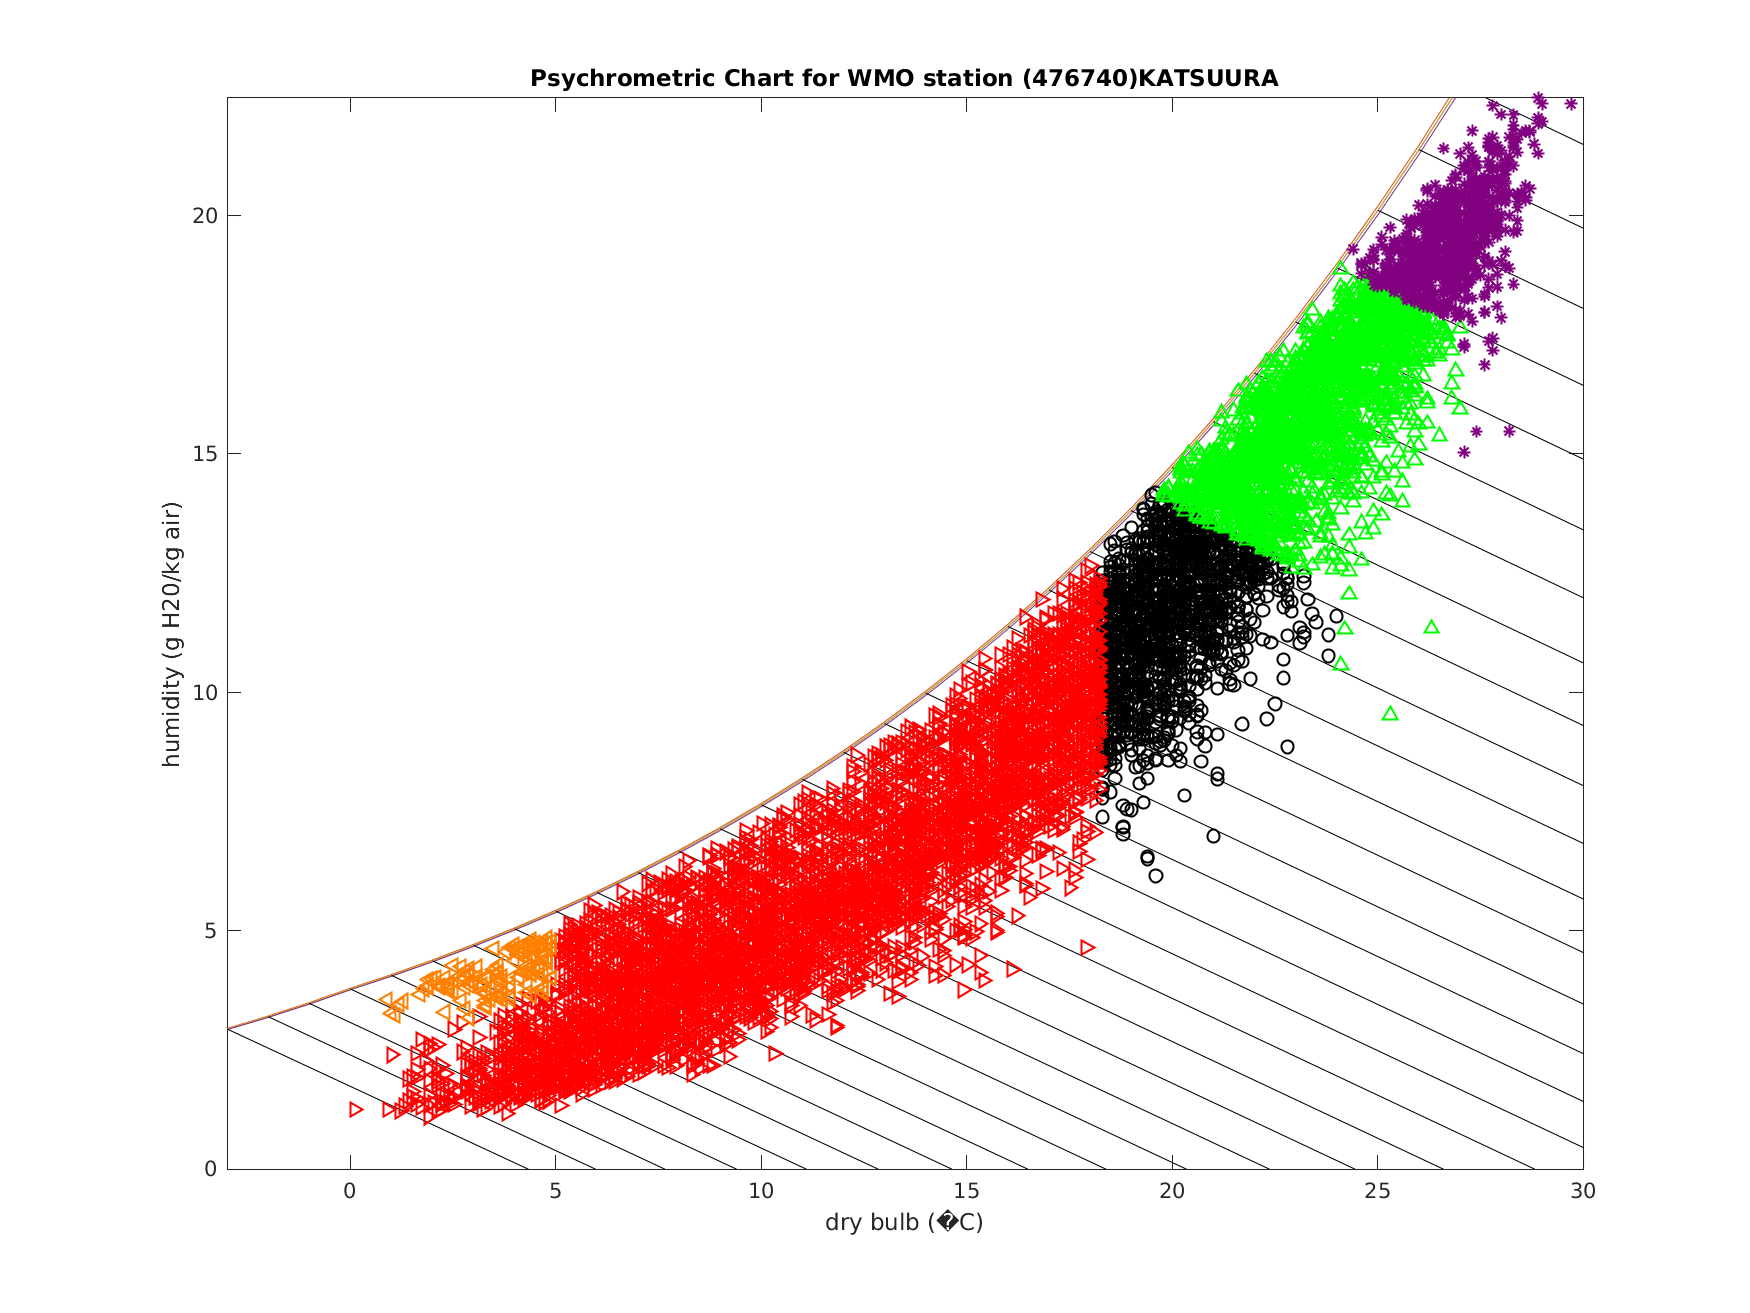 Psychrometric Chart for WMO station (476740)KATSUURA
humidity (g H20/kg air)
20
15
10
5
0
0 5 10 15 20 25 30
dry bulb (�C)